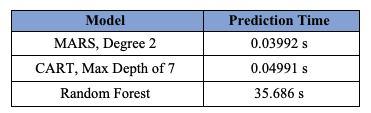 Model Prediction Time
MARS, Degree 2 0.03992 s
CART, Max Depth of 7 0.04991 s
Random Forest 35.686 s